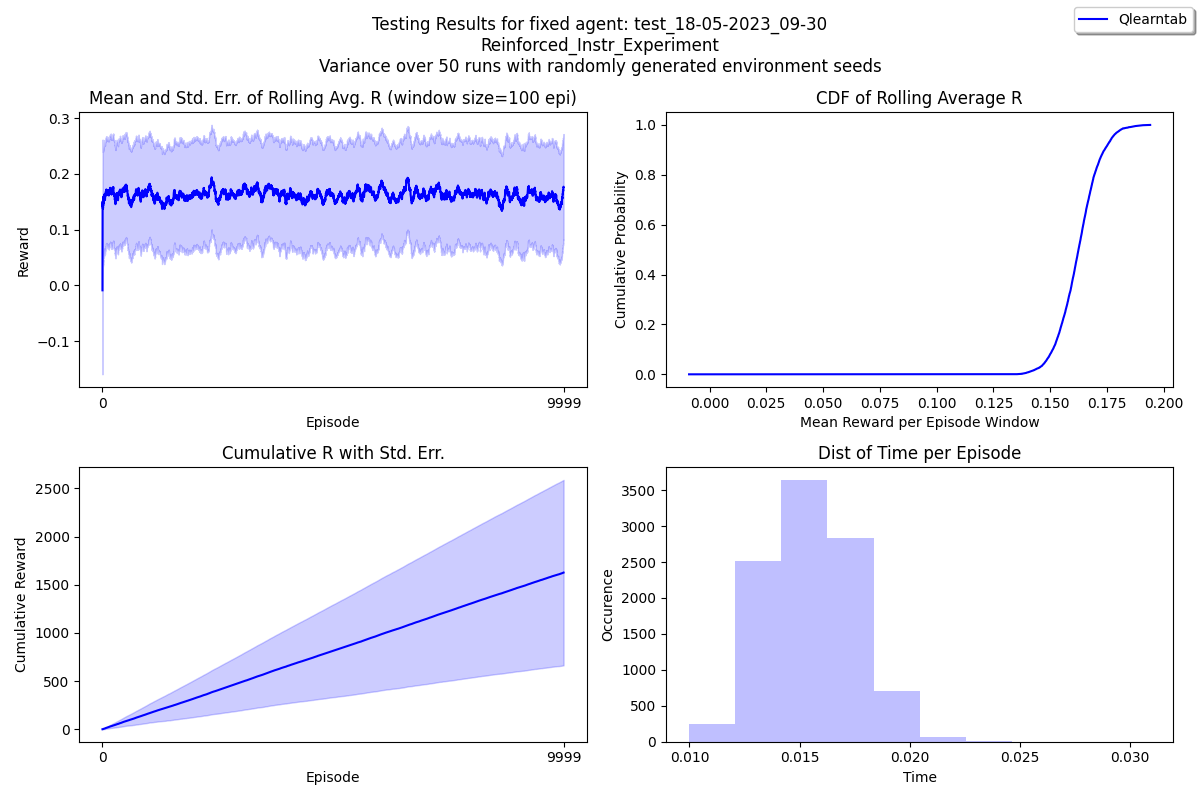 Testing Results for fixed agent: test_18-05-2023_09-30
Reinforced_Instr_Experiment
Variance over 50 runs with randomly generated environment seeds
Qlearntab
Mean and Std. Err. of Rolling Avg. R (window size=100 epi)
Reward
0.3
0.2
0.1
0.0
−0.1
0
9999
Episode
CDF of Rolling Average R
Cumulative Probability
1.0
0.8
0.6
0.4
0.2
0.0
0.000
0.025
0.050
0.075
0.100
0.125
0.150
0.175
0.200
Mean Reward per Episode Window
Cumulative R with Std. Err.
Cumulative Reward
2500
2000
1500
1000
500
0
0
9999
Episode
Dist of Time per Episode
Occurence
3500
3000
2500
2000
1500
1000
500
0
0.010
0.015
0.020
0.025
0.030
Time